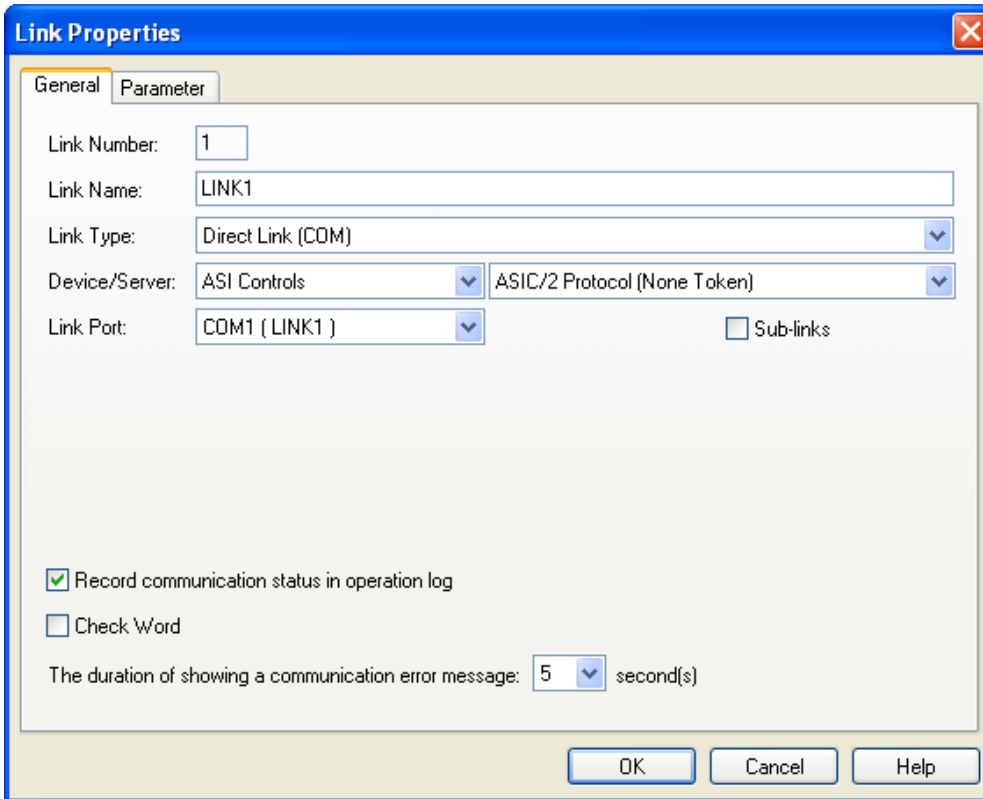 Link Properties
General Parameter
Link Number: 1
Link Name: LINK1
Link Type: Direct Link (COM)
Device/Server: ASI Controls ASIC/2 Protocol (None Token)
Link Port: COM1 ( LINK1 ) Sub-links
Record communication status in operation log
Check Word
The duration of showing a communication error message: 5 second(s)
OK Cancel Help